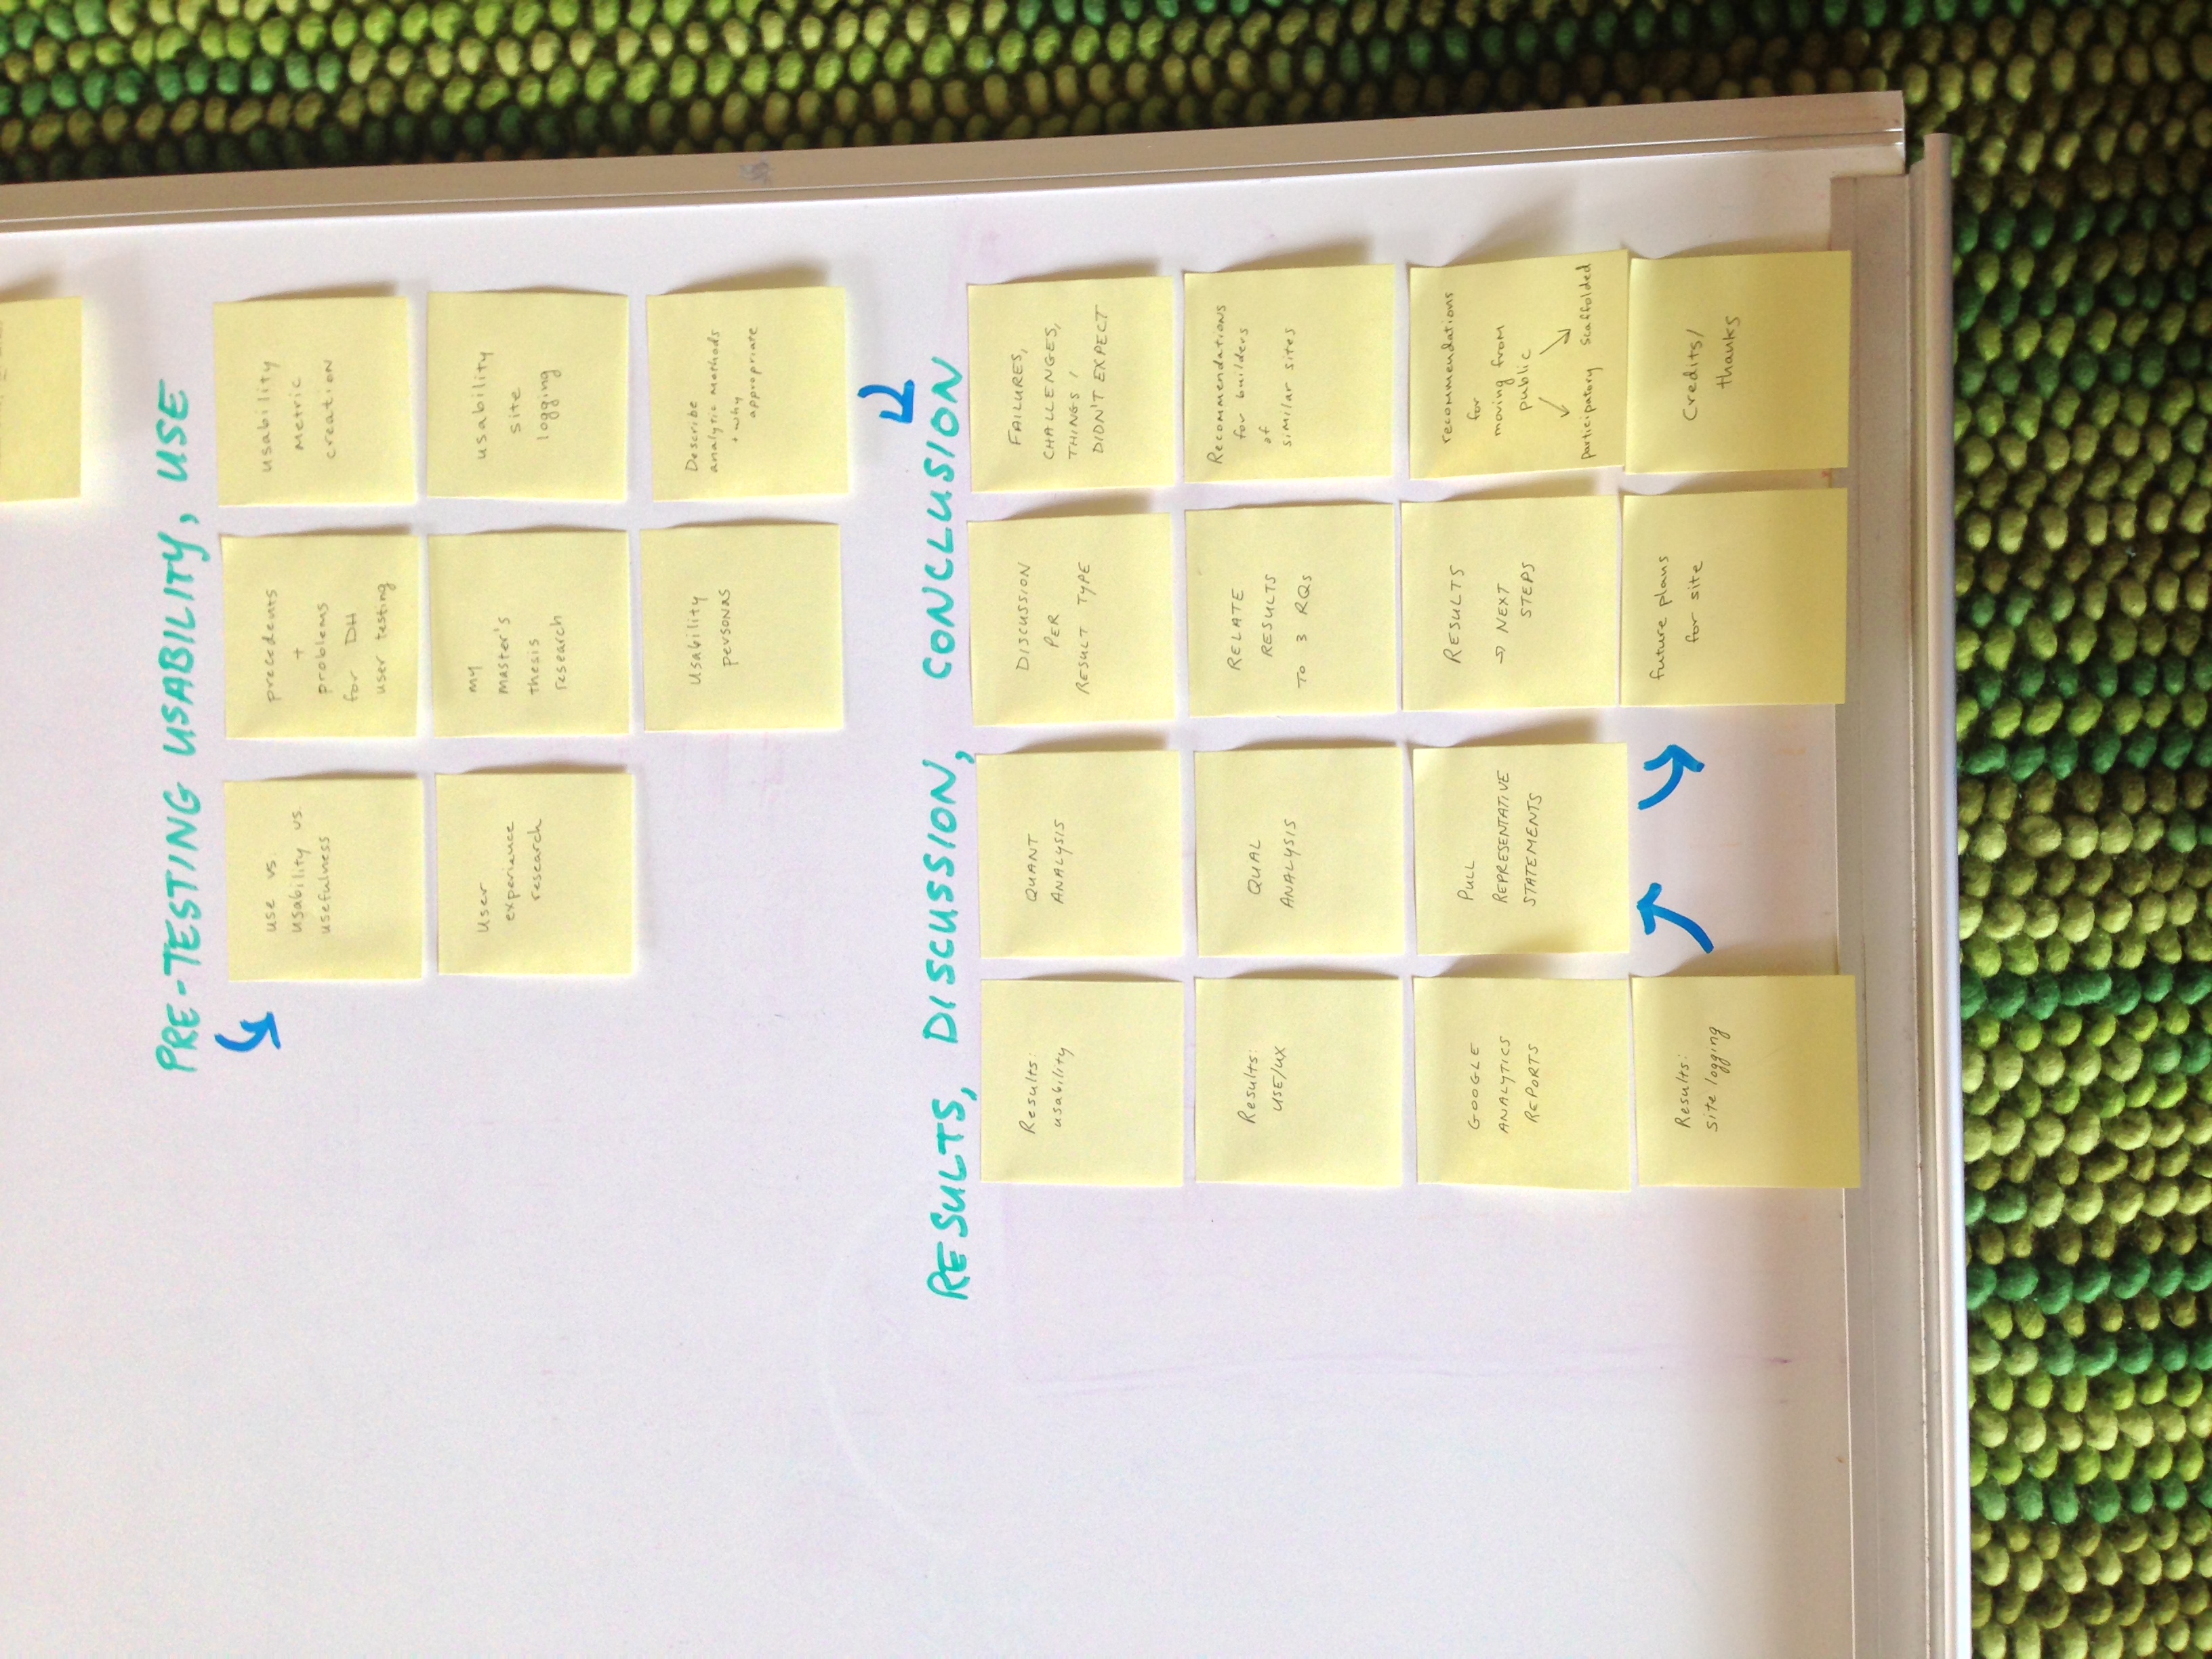 PRE-TESTING USABILITY, USE
use vs
usability vs.
usefulness
precedents
+
problems
for DH
user testing
usability
metric
creation
User
experience
research
my
master's
thesis
research
usability
site
logging
Usability
personas
Describe
analytic methods
+ why
appropriate
RESULTS, DISCUSSION, CONCLUSION
Results:
usability
QUANT
ANALYSIS
DISCUSSION
PER
RESULT TYPE
FAILURES,
CHALLENGES,
THINGS I
DIDN'T EXPECT
Results:
USE/UX
QUAL
ANALYSIS
RELATE
RESULTS
TO 3 RQs
Recommendations
for builders
of
similar sites
GOOGLE
ANALYTICS
REPORTS
PULL
REPRESENTATIVE
STATEMENTS
RESULTS
→ NEXT
STEPS
recommendations
for
moving from
public
participatory scaffolded
Results:
site logging
future plans
for site
Credits/
thanks